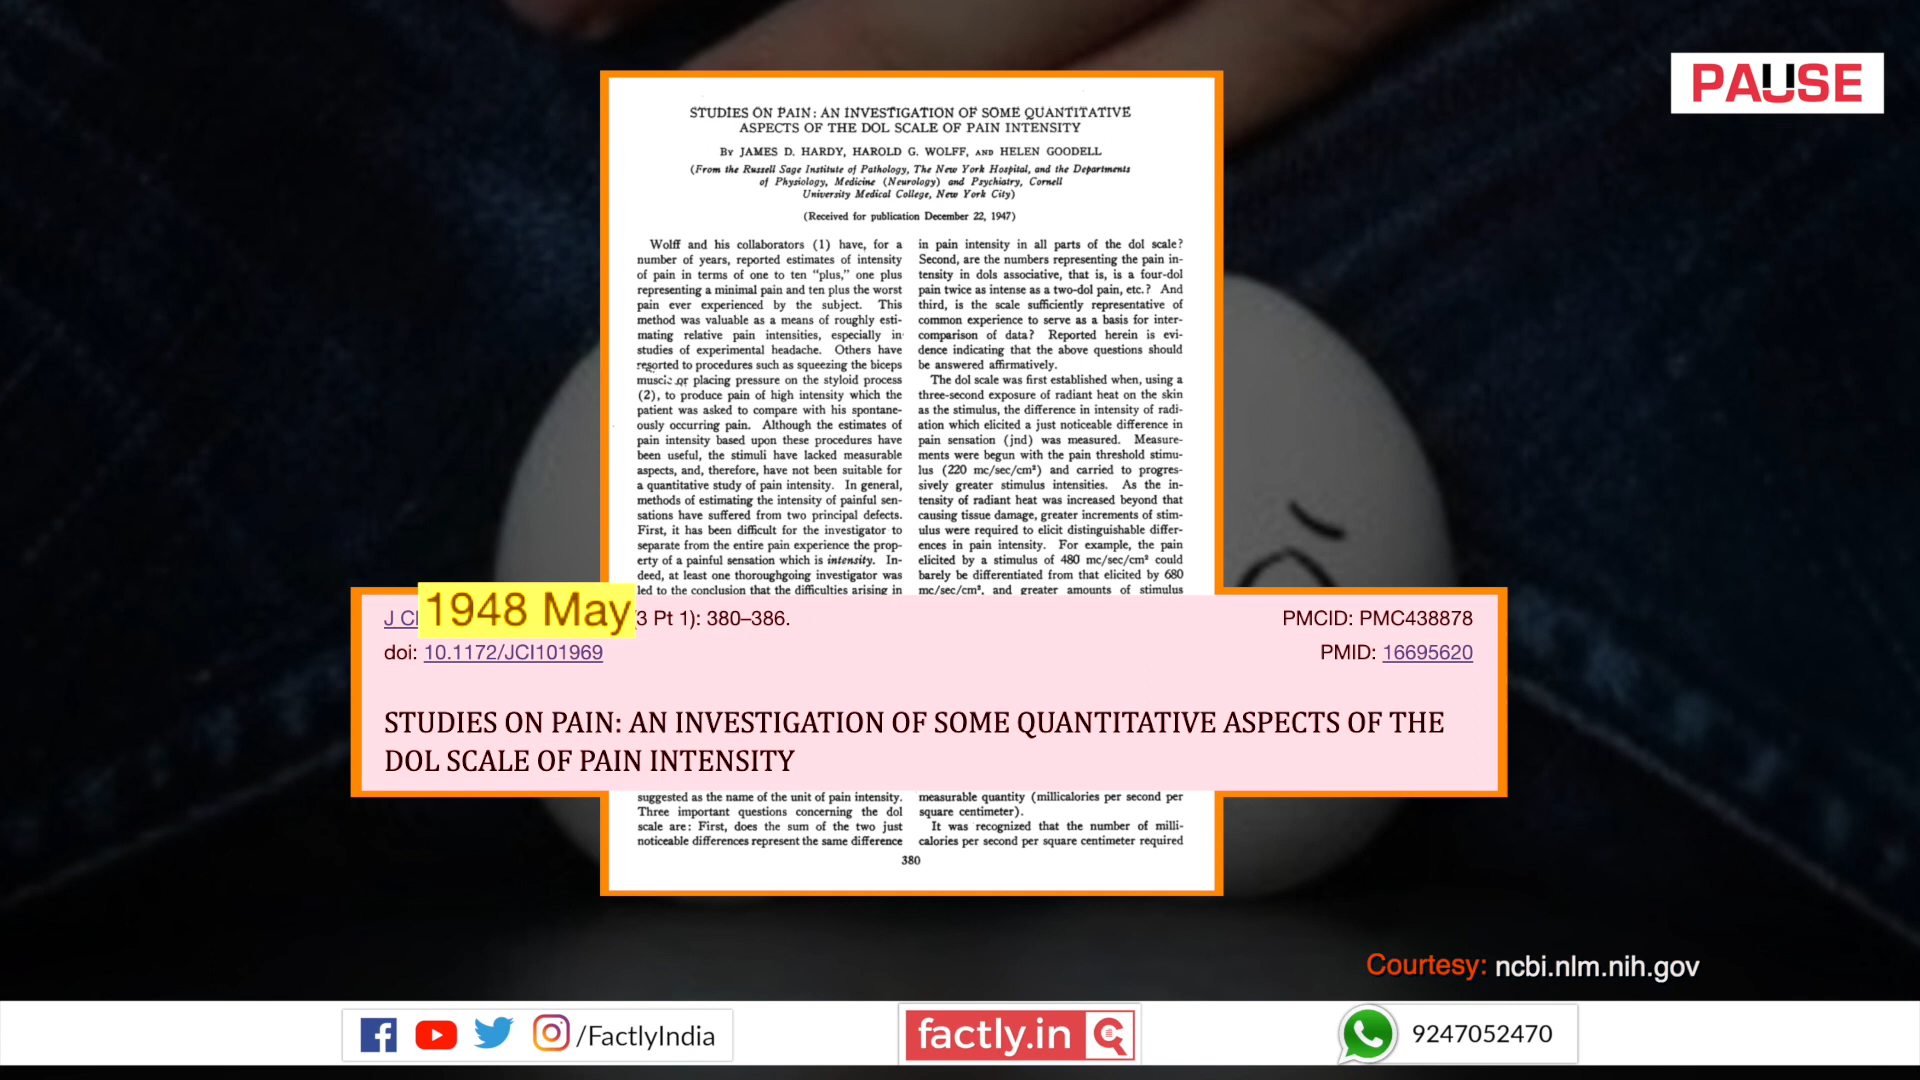 PAUSE
STUDIES ON PAIN: AN INVESTIGATION OF SOME QUANTITATIVE
ASPECTS OF THE DOL SCALE OF PAIN INTENSITY
BY JAMES D. HARDY, HAROLD G. WOLFF, AND HELEN GOODELL
(From the Russell Sage Institute of Pathology, The New York Hospital, and the Departments
of Physiology, Medicine (Neurology) and Psychiatry, Cornell
University Medical College, New York City)
(Received for publication December 22, 1947)
Wolff and his collaborators (1) have, for a
number of years, reported estimates of intensity
of pain in terms of one to ten “plus,” one plus
representing a minimal pain and ten plus the worst
pain ever experienced by the subject. This
method was valuable as a means of roughly esti-
mating relative pain intensities, especially in
studies of experimental headache. Others have
resorted to procedures such as squeezing the biceps
muscle or placing pressure on the styloid process
(2), to produce pain of high intensity which the
patient was asked to compare with his spontane-
ously occurring pain. Although the estimates of
pain intensity based upon these procedures have
been useful, the stimuli have lacked measurable
aspects, and, therefore, have not been suitable for
a quantitative study of pain intensity. In general,
methods of estimating the intensity of painful sen-
sations have suffered from two principal defects.
First, it has been difficult for the investigator to
separate from the entire pain experience the prop-
erty of a painful sensation which is intensity. In-
deed, at least one thoroughgoing investigator was
led to the conclusion that the difficulties arising in
in pain intensity in all parts of the dol scale?
Second, are the numbers representing the pain in-
tensity in dols associative, that is, is a four-dol
pain twice as intense as a two-dol pain, etc.? And
third, is the scale sufficiently representative of
common experience to serve as a basis for inter-
comparison of data? Reported herein is evi-
dence indicating that the above questions should
be answered affirmatively.
The dol scale was first established when, using a
three-second exposure of radiant heat on the skin
as the stimulus, the difference in intensity of radi-
ation which elicited a just noticeable difference in
pain sensation (jnd) was measured. Measure-
ments were begun with the pain threshold stimu-
lus (220 mc/sec/cm²) and carried to progres-
sively greater stimulus intensities. As the in-
tensity of radiant heat was increased beyond that
causing tissue damage, greater increments of stim-
ulus were required to elicit distinguishable differ-
ences in pain intensity. For example, the pain
elicited by a stimulus of 480 mc/sec/cm² could
barely be differentiated from that elicited by 680
mc/sec/cm², and greater amounts of stimulus
J Cl 1948 May (3 Pt 1): 380–386.
PMCID: PMC438878
doi: 10.1172/JCI101969
PMID: 16695620
STUDIES ON PAIN: AN INVESTIGATION OF SOME QUANTITATIVE ASPECTS OF THE
DOL SCALE OF PAIN INTENSITY
suggested as the name of the unit of pain intensity.
Three important questions concerning the dol
scale are: First, does the sum of the two just
noticeable differences represent the same difference
measurable quantity (millicalories per second per
square centimeter).
It was recognized that the number of milli-
calories per second per square centimeter required
380
Courtesy: ncbi.nlm.nih.gov
/FactlyIndia
factly.in
9247052470